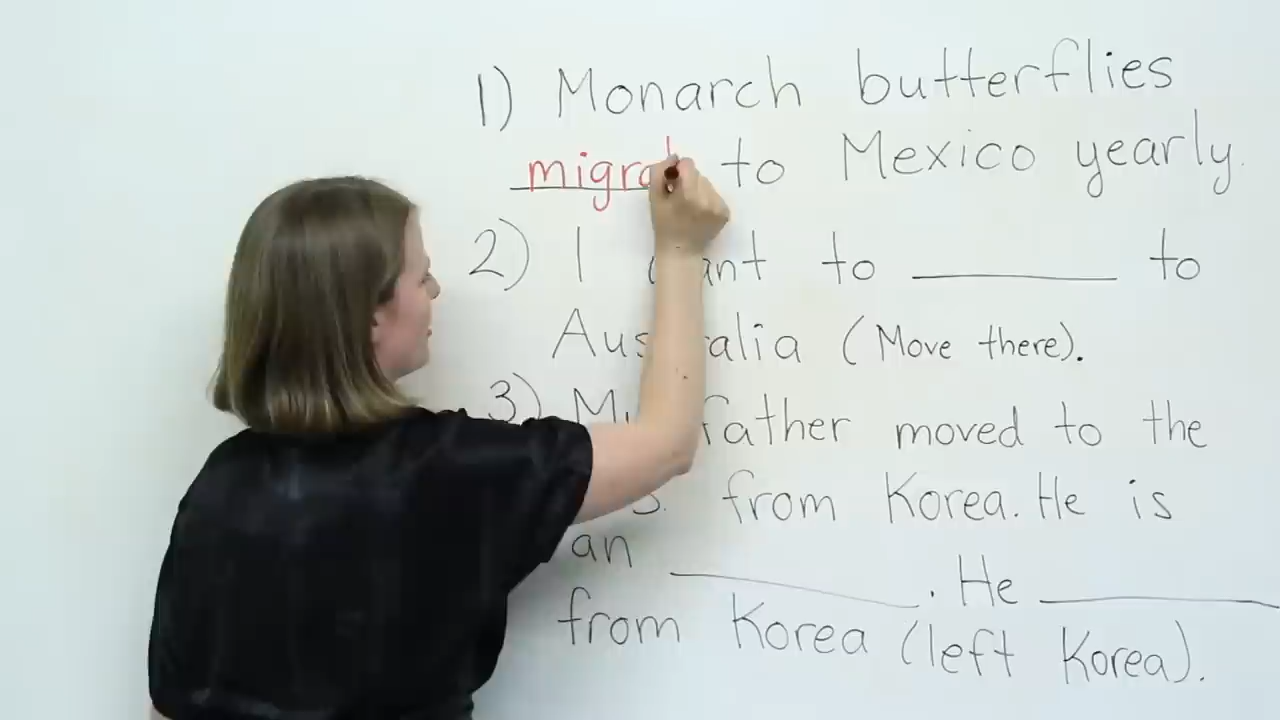 1) Monarch butterflies
to Mexico yearly.
2) I to ________ to
(Move there).
3) father moved to the
from Korea. He is
an ________. He ________
from Korea (left Korea).